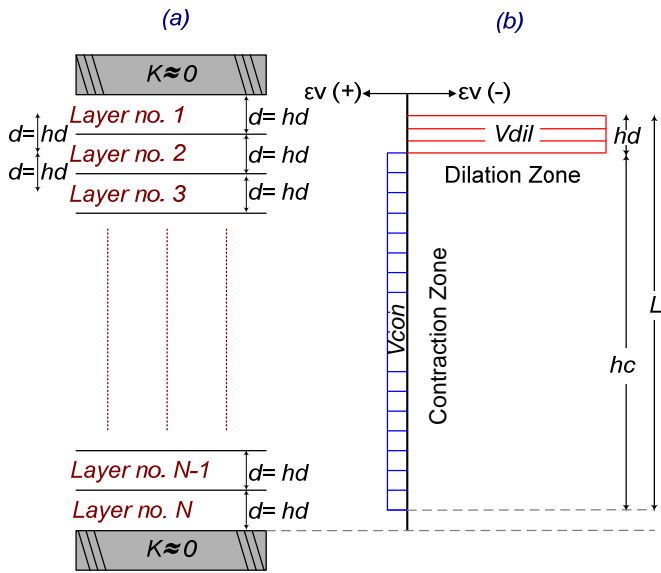 (a)
(b)
K≈0
εv (+)
εv (-)
Layer no. 1
d= hd
d= hd
Layer no. 2
d= hd
d= hd
Layer no. 3
d= hd
Vdil
hd
Dilation Zone
Vcon
Contraction Zone
L
hc
Layer no. N-1
d= hd
Layer no. N
d= hd
K≈0